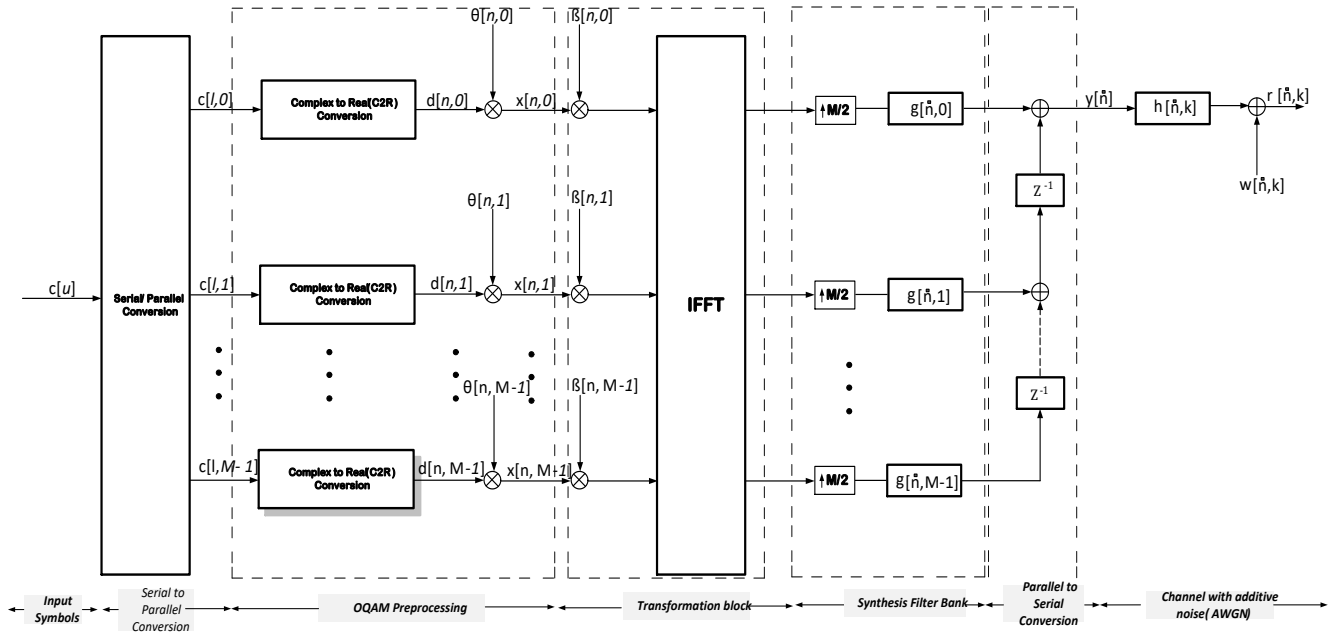 θ[n,0]
ß[n,0]
c[l,0]
Complex to Real(C2R)
Conversion
d[n,0]
x[n,0]
↑M/2
g[n̊,0]
y[n̊]
h[n̊,k]
r [n̊,k]
Z-1
w[n̊,k]
θ[n,1]
ß[n,1]
c[u]
Serial/ Parallel
Conversion
c[l,1]
Complex to Real(C2R)
Conversion
d[n,1]
x[n,1]
IFFT
↑M/2
g[n̊,1]
θ[n, M-1]
ß[n, M-1]
Z-1
c[l,M-1]
Complex to Real(C2R)
Conversion
d[n, M-1]
x[n, M-1]
↑M/2
g[n̊,M-1]
Input
Symbols
Serial to
Parallel
Conversion
OQAM Preprocessing
Transformation block
Synthesis Filter Bank
Parallel to
Serial
Conversion
Channel with additive
noise( AWGN)